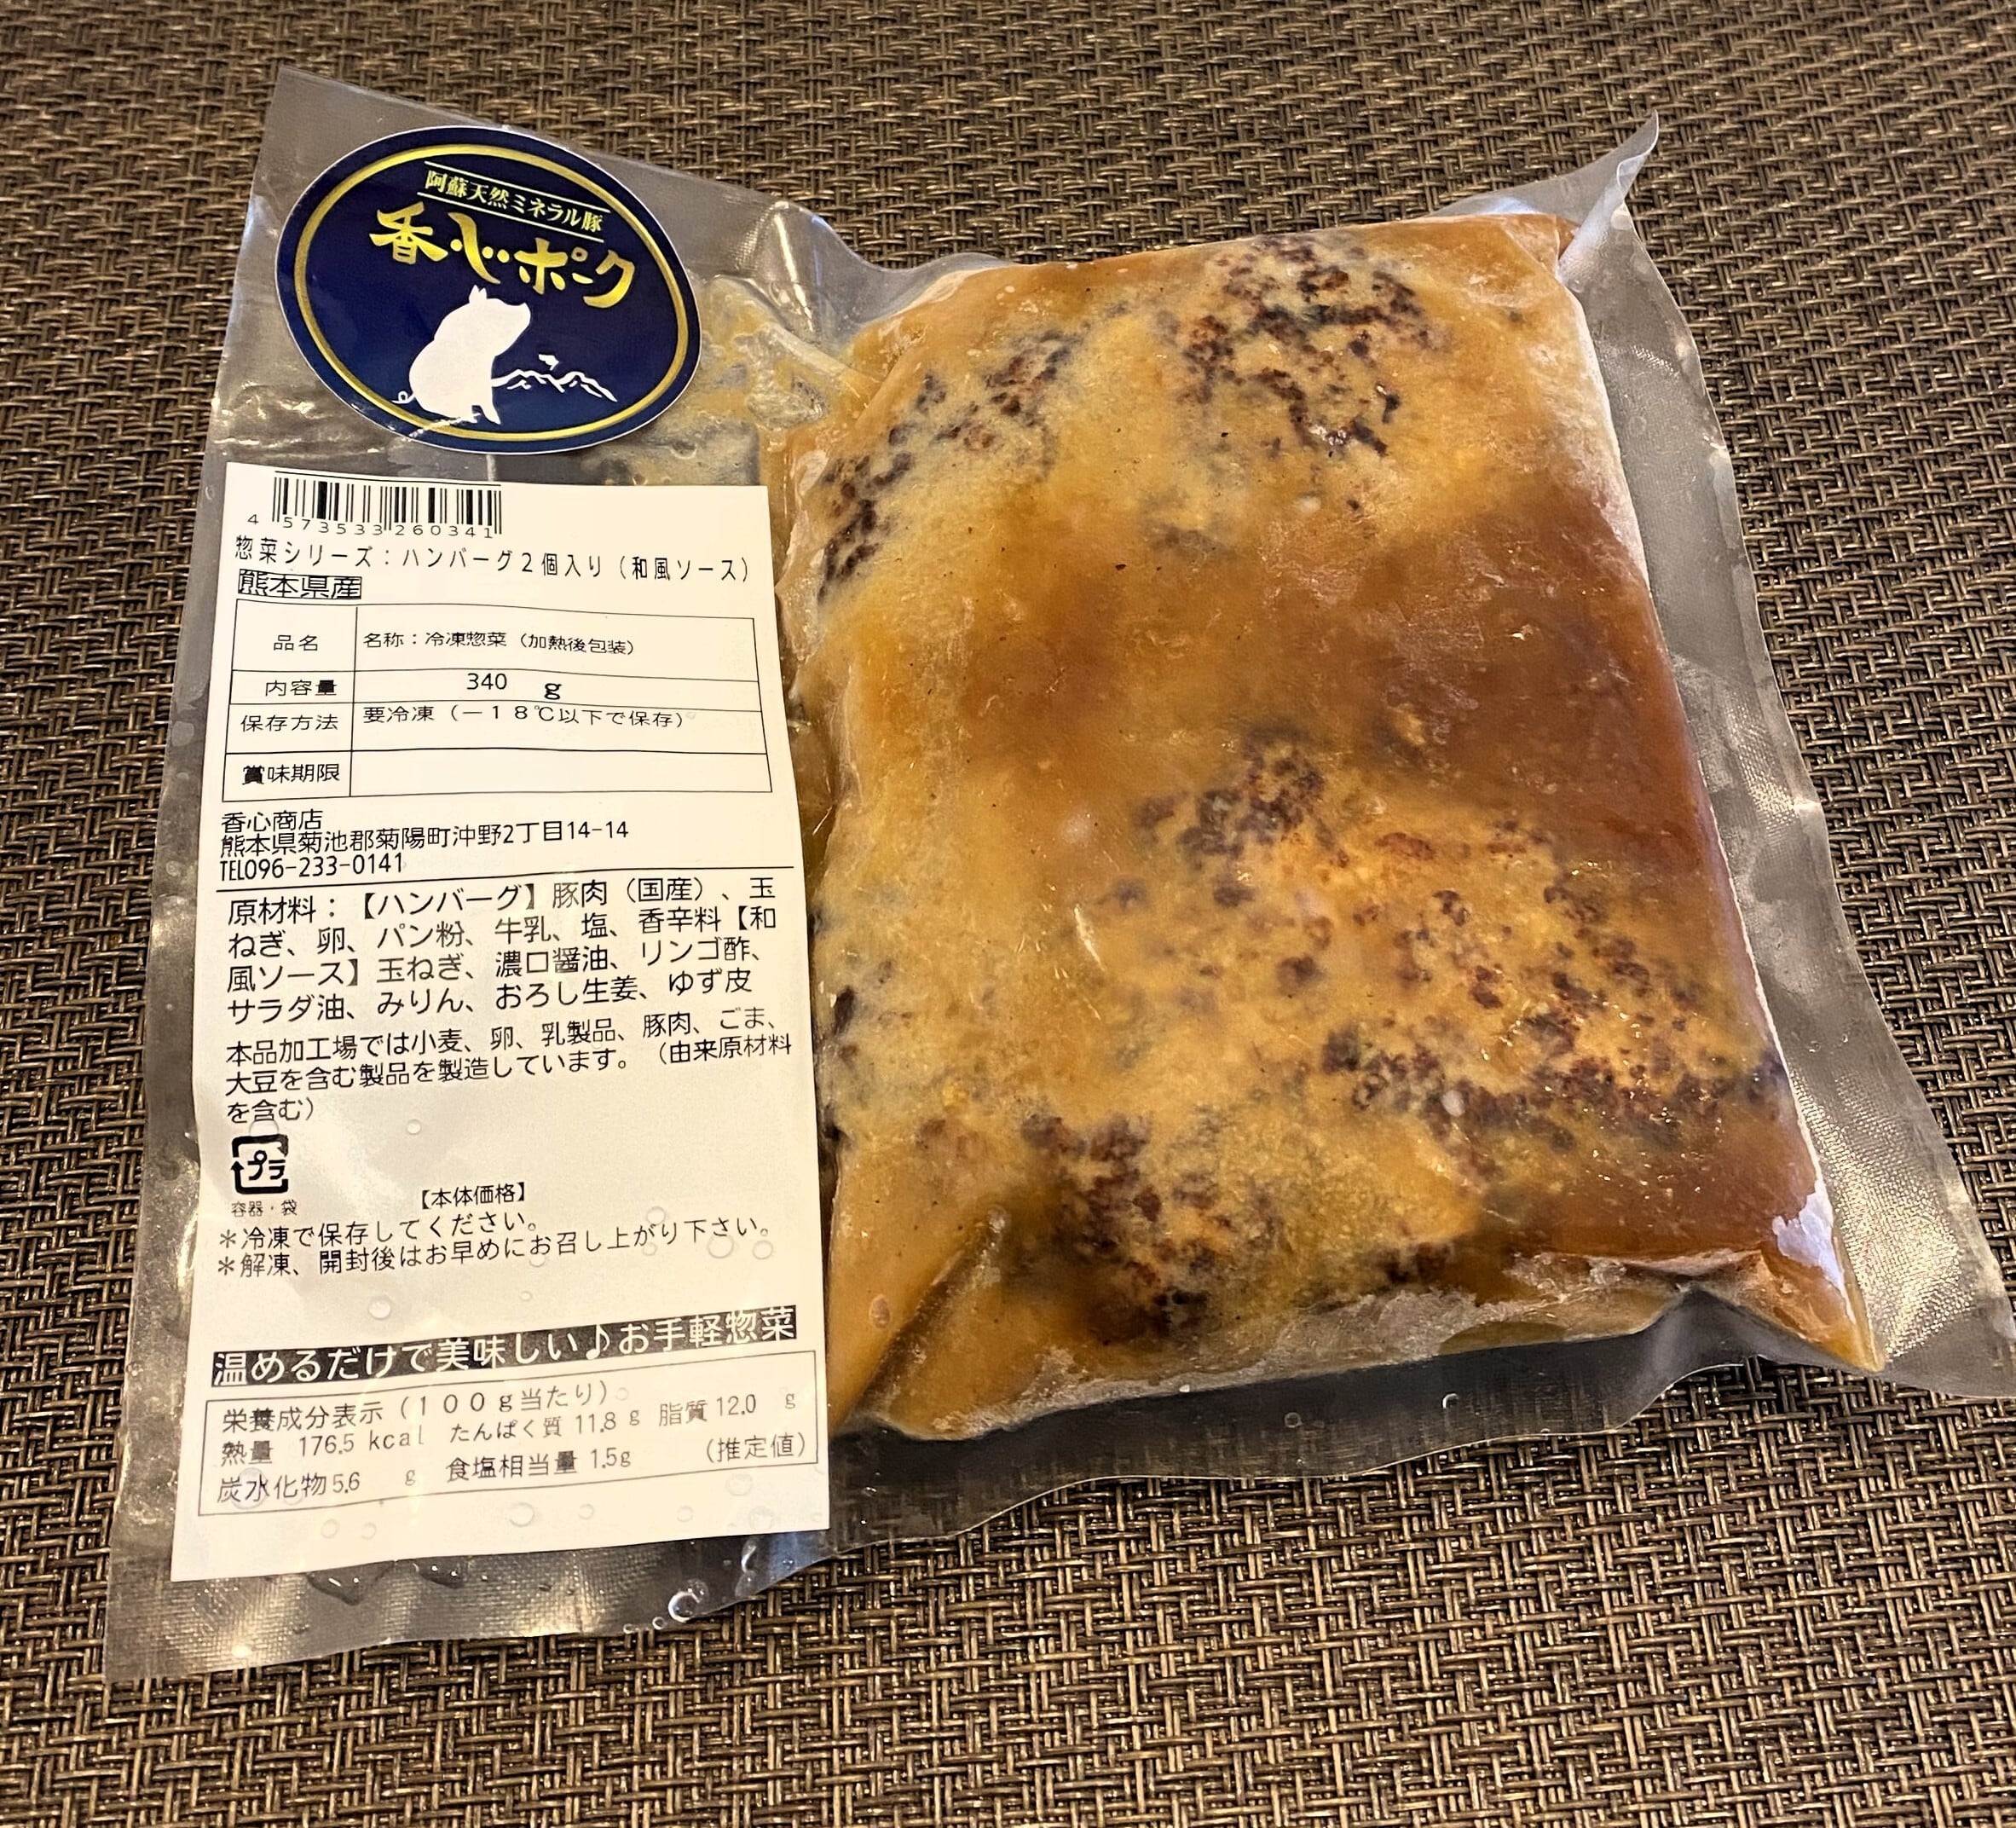 阿蘇天然ミネラル豚
香心ポーク
4 573533 260341
惣菜シリーズ：ハンバーグ2個入り（和風ソース）
熊本県産
品名 名称：冷凍惣菜（加熱後包装）
内容量 340 g
保存方法 要冷凍（－18℃以下で保存）
賞味期限
香心商店
熊本県菊池郡菊陽町沖野2丁目14-14
TEL096-233-0141
原材料：【ハンバーグ】豚肉（国産）、玉
ねぎ、卵、パン粉、牛乳、塩、香辛料【和
風ソース】玉ねぎ、濃口醤油、リンゴ酢、
サラダ油、みりん、おろし生姜、ゆず皮
本品加工場では小麦、卵、乳製品、豚肉、ごま、
大豆を含む製品を製造しています。（由来原材料
を含む）
プラ
容器・袋
【本体価格】
＊冷凍で保存してください。
＊解凍、開封後はお早めにお召し上がり下さい。
温めるだけで美味しい♪お手軽惣菜
栄養成分表示（100g当たり）
熱量 176.5 kcal たんぱく質 11.8 g 脂質 12.0 g
炭水化物 5.6 g 食塩相当量 1.5g （推定値）